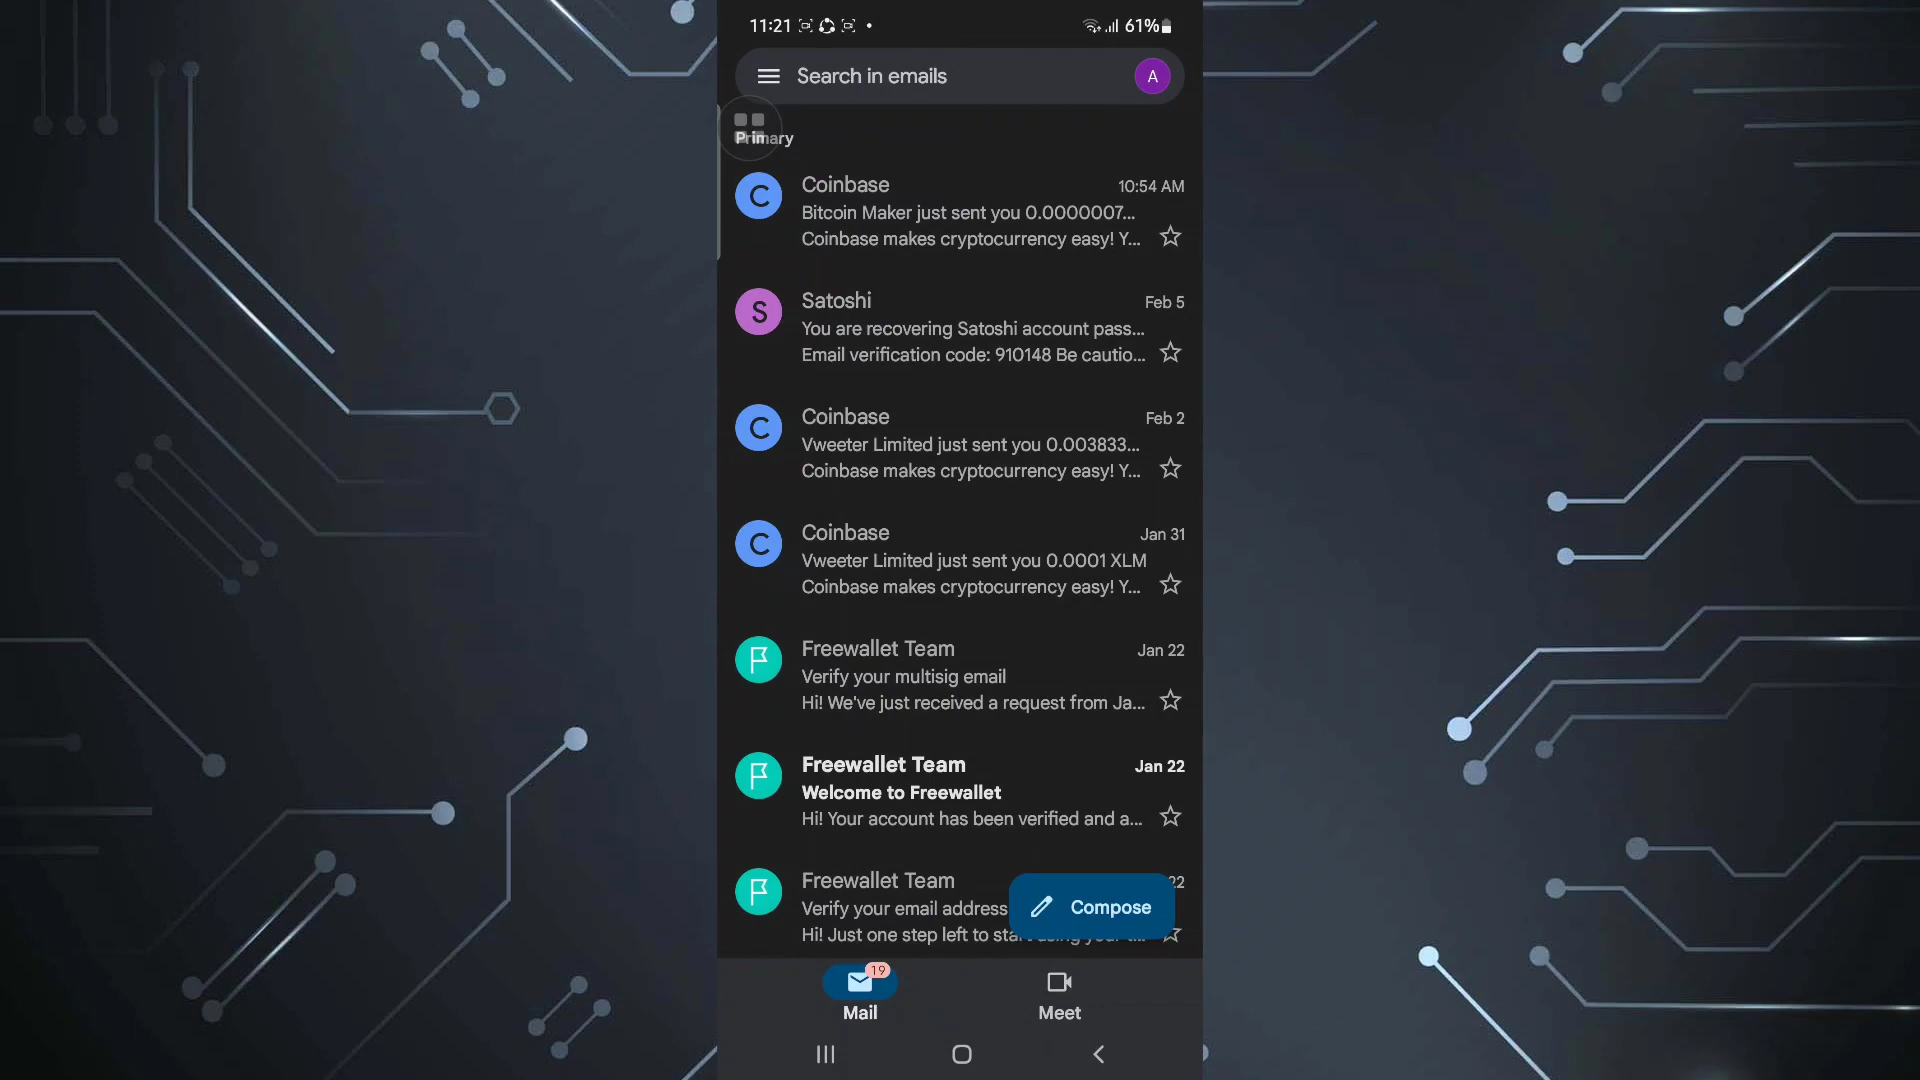 11:21
61%
Search in emails
A
Primary
C
Coinbase
10:54 AM
Bitcoin Maker just sent you 0.0000007...
Coinbase makes cryptocurrency easy! Y...
S
Satoshi
Feb 5
You are recovering Satoshi account pass...
Email verification code: 910148 Be cautio...
C
Coinbase
Feb 2
Vweeter Limited just sent you 0.003833...
Coinbase makes cryptocurrency easy! Y...
C
Coinbase
Jan 31
Vweeter Limited just sent you 0.0001 XLM
Coinbase makes cryptocurrency easy! Y...
Freewallet Team
Jan 22
Verify your multisig email
Hi! We've just received a request from Ja...
Freewallet Team
Jan 22
Welcome to Freewallet
Hi! Your account has been verified and a...
Freewallet Team
22
Verify your email address
Hi! Just one step left to start using your
Compose
19
Mail
Meet